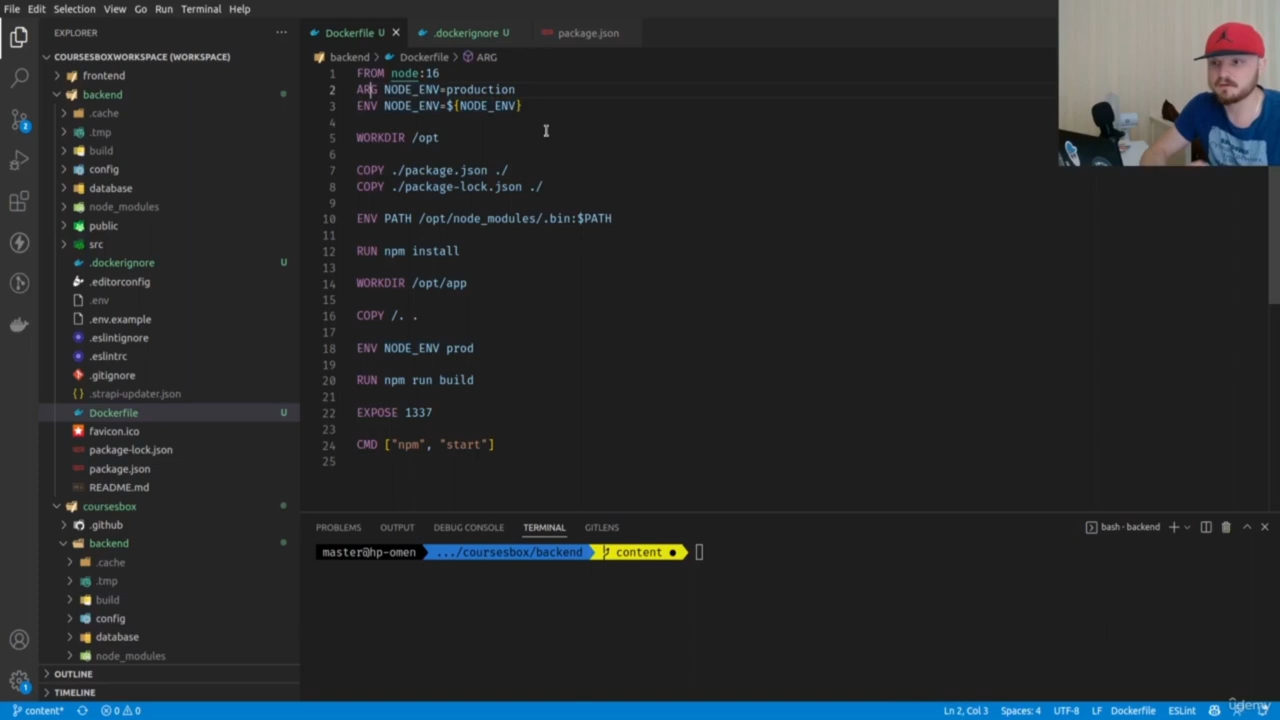 File Edit Selection View Go Run Terminal Help
EXPLORER
COURSESBOXWORKSPACE (WORKSPACE)
frontend
backend
.cache
.tmp
build
config
database
node_modules
public
src
.dockerignore U
.editorconfig
.env
.env.example
.eslintignore
.eslintrc
.gitignore
.strapi-updater.json
Dockerfile U
favicon.ico
package-lock.json
package.json
README.md
coursesbox
.github
backend
.cache
.tmp
build
config
database
node_modules
OUTLINE
TIMELINE
Dockerfile U
.dockerignore U
package.json
backend > Dockerfile > ARG
1 FROM node:16
2 ARG NODE_ENV=production
3 ENV NODE_ENV=${NODE_ENV}
4
5 WORKDIR /opt
6
7 COPY ./package.json ./
8 COPY ./package-lock.json ./
9
10 ENV PATH /opt/node_modules/.bin:$PATH
11
12 RUN npm install
13
14 WORKDIR /opt/app
15
16 COPY /. .
17
18 ENV NODE_ENV prod
19
20 RUN npm run build
21
22 EXPOSE 1337
23
24 CMD ["npm", "start"]
25
PROBLEMS OUTPUT DEBUG CONSOLE TERMINAL GITLENS
bash - backend
master@hp-omen .../coursesbox/backend content ●
2
1
content* 0 0
Ln 2, Col 3 Spaces: 4 UTF-8 LF Dockerfile ESLint
udemy